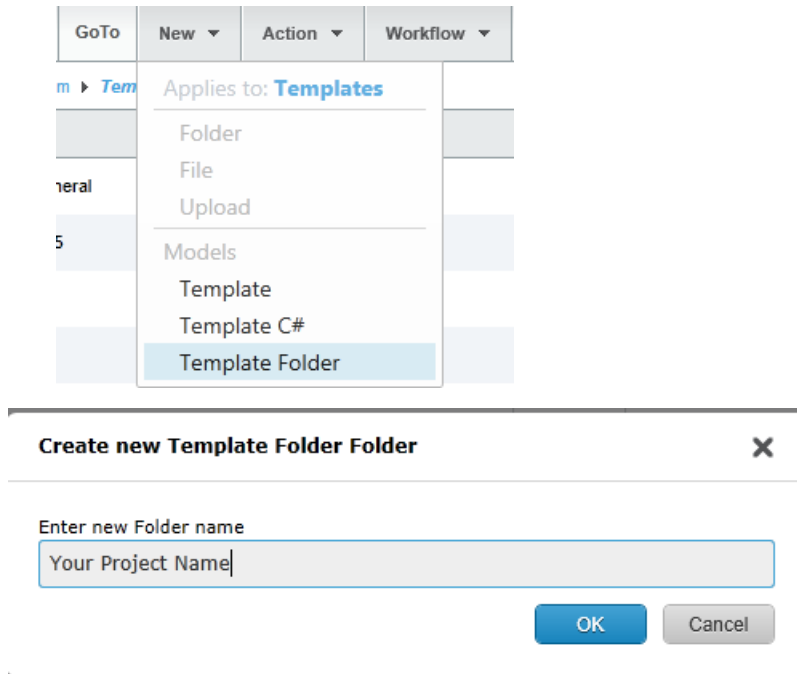 GoTo New Action Workflow
m Tem Applies to: Templates
Folder
File
neral
Upload
5
Models
Template
Template C#
Template Folder
Create new Template Folder Folder
Enter new Folder name
Your Project Name
OK Cancel